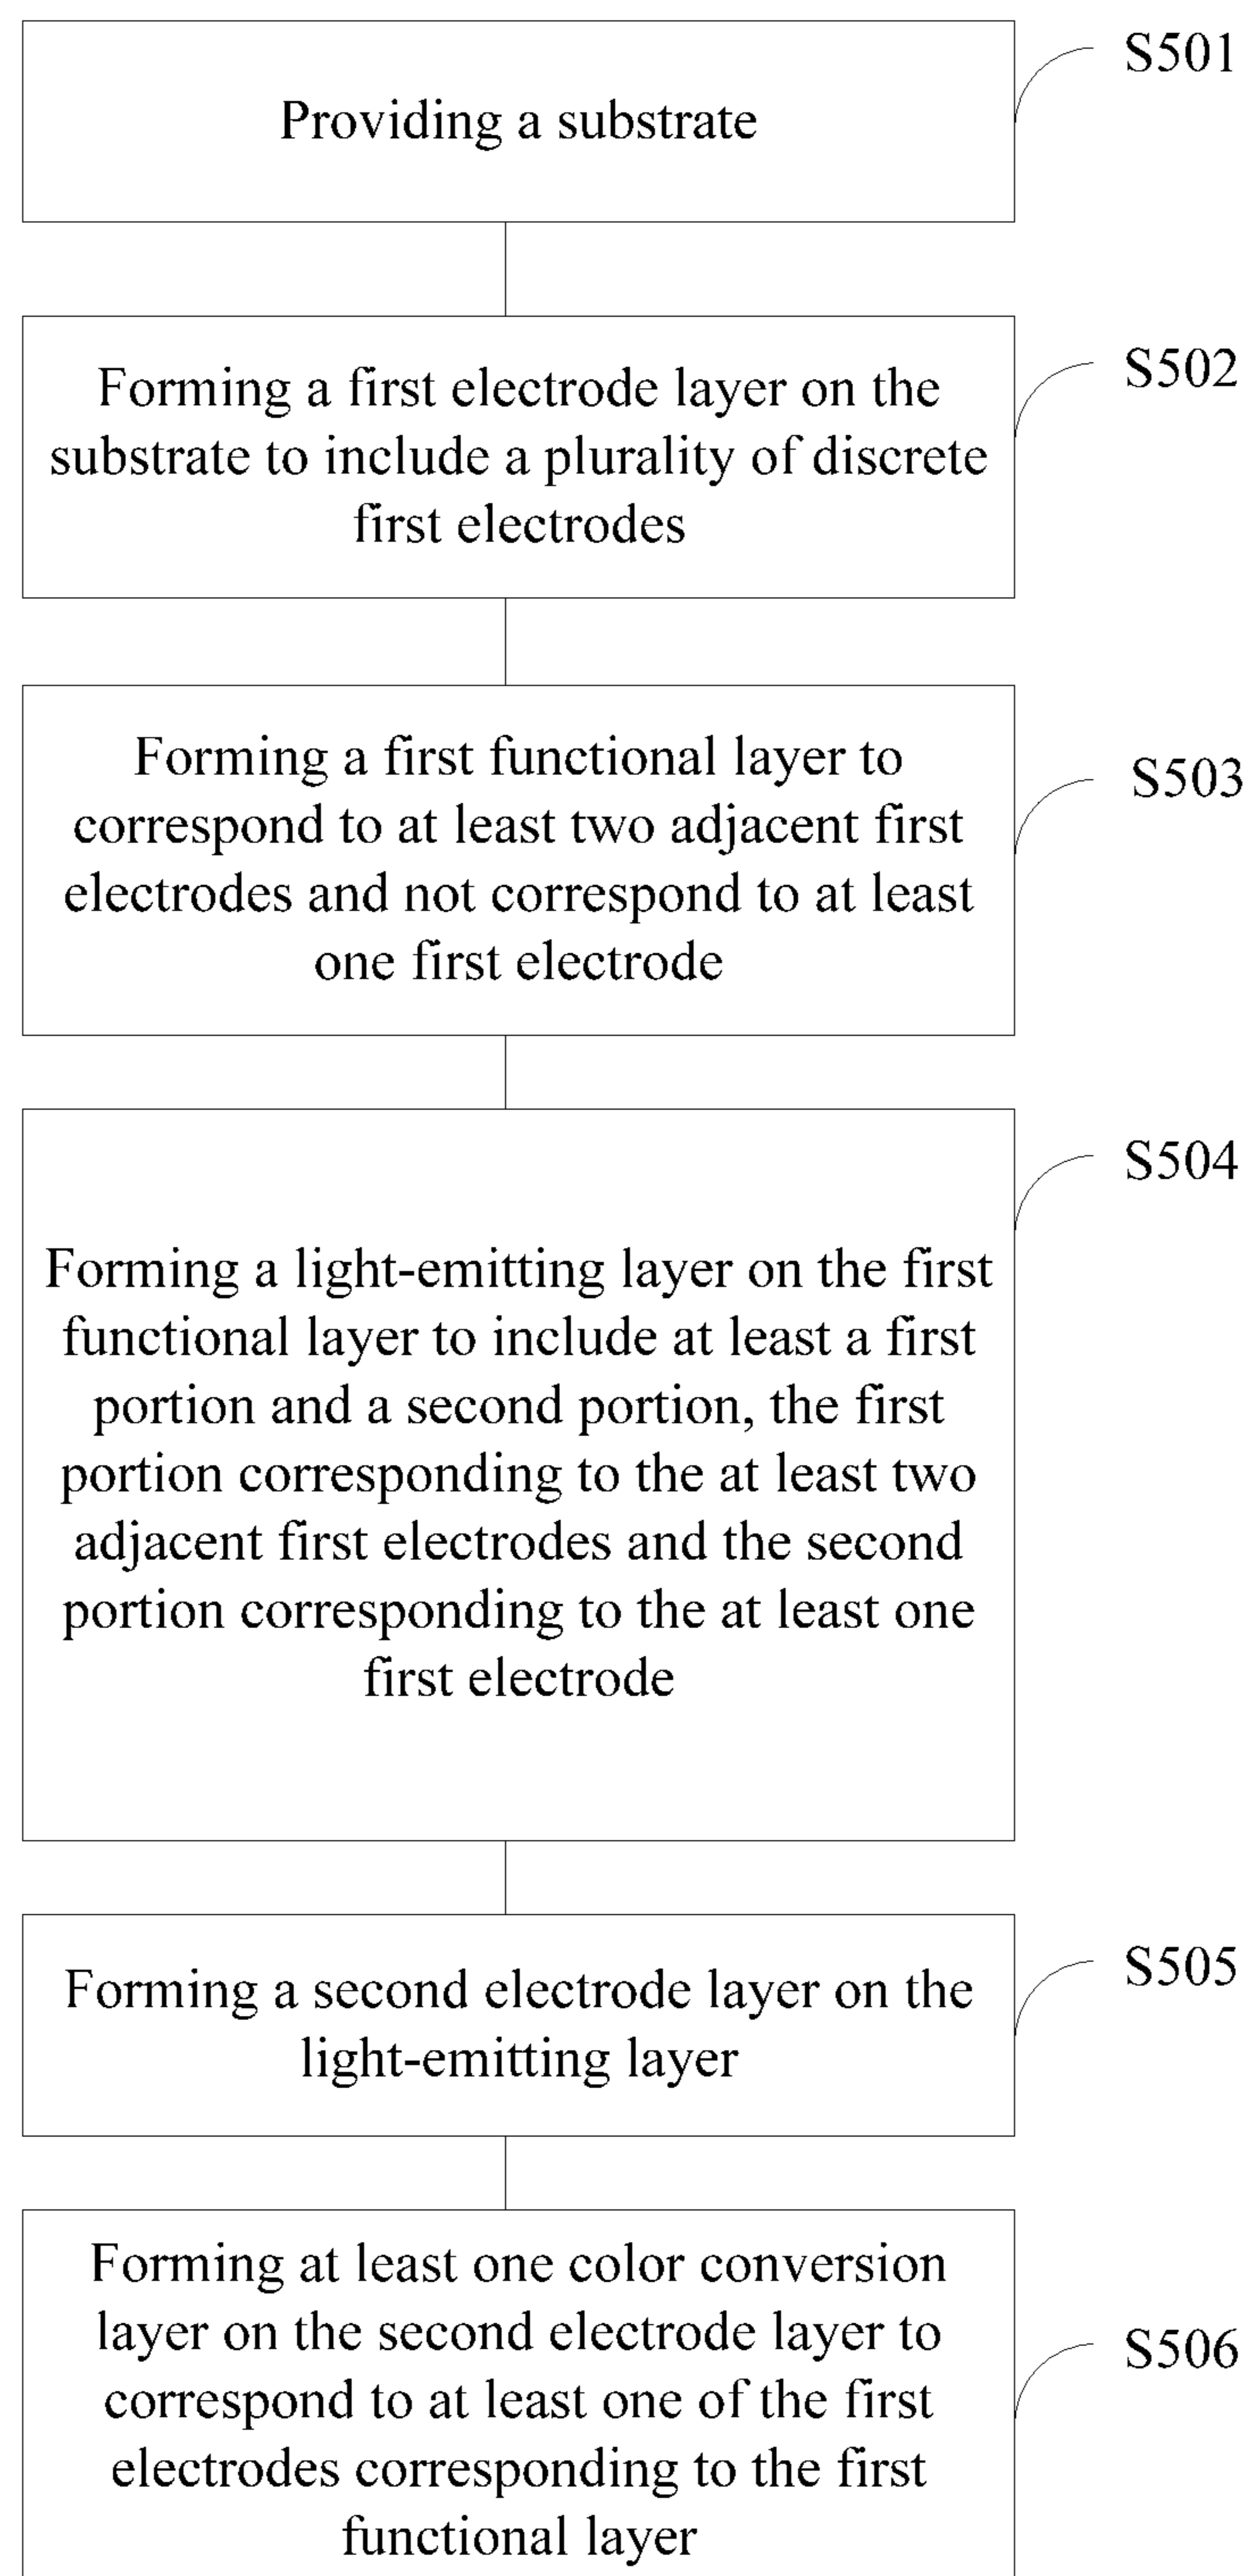 Providing a substrate
S501
Forming a first electrode layer on the
substrate to include a plurality of discrete
first electrodes
S502
Forming a first functional layer to
correspond to at least two adjacent first
electrodes and not correspond to at least
one first electrode
S503
Forming a light-emitting layer on the first
functional layer to include at least a first
portion and a second portion, the first
portion corresponding to the at least two
adjacent first electrodes and the second
portion corresponding to the at least one
first electrode
S504
Forming a second electrode layer on the
light-emitting layer
S505
Forming at least one color conversion
layer on the second electrode layer to
correspond to at least one of the first
electrodes corresponding to the first
functional layer
S506